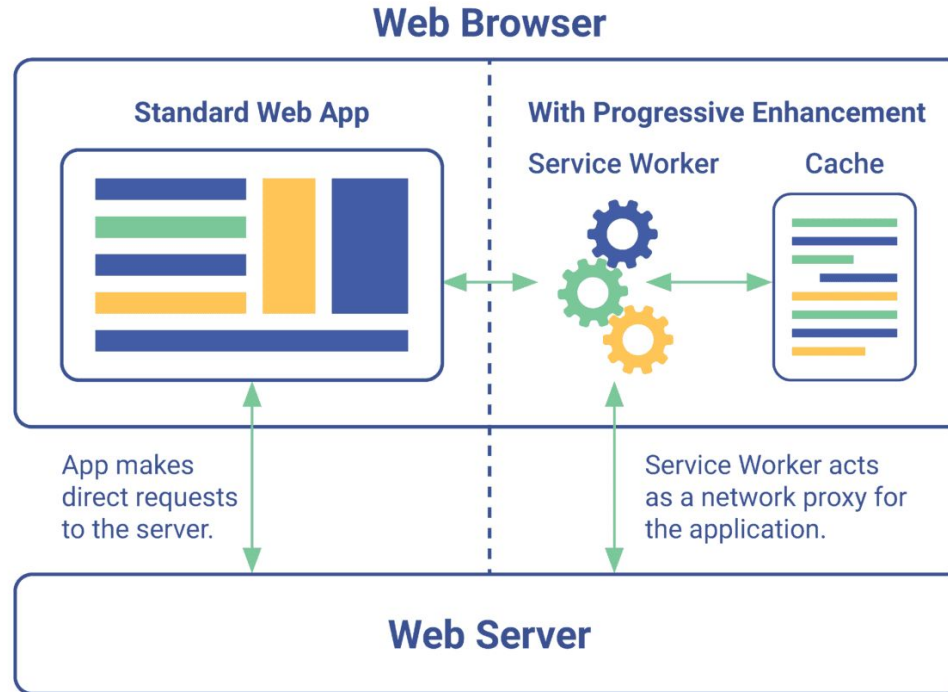 Web Browser
Standard Web App
With Progressive Enhancement
Service Worker
Cache
App makes
direct requests
to the server.
Service Worker acts
as a network proxy for
the application.
Web Server